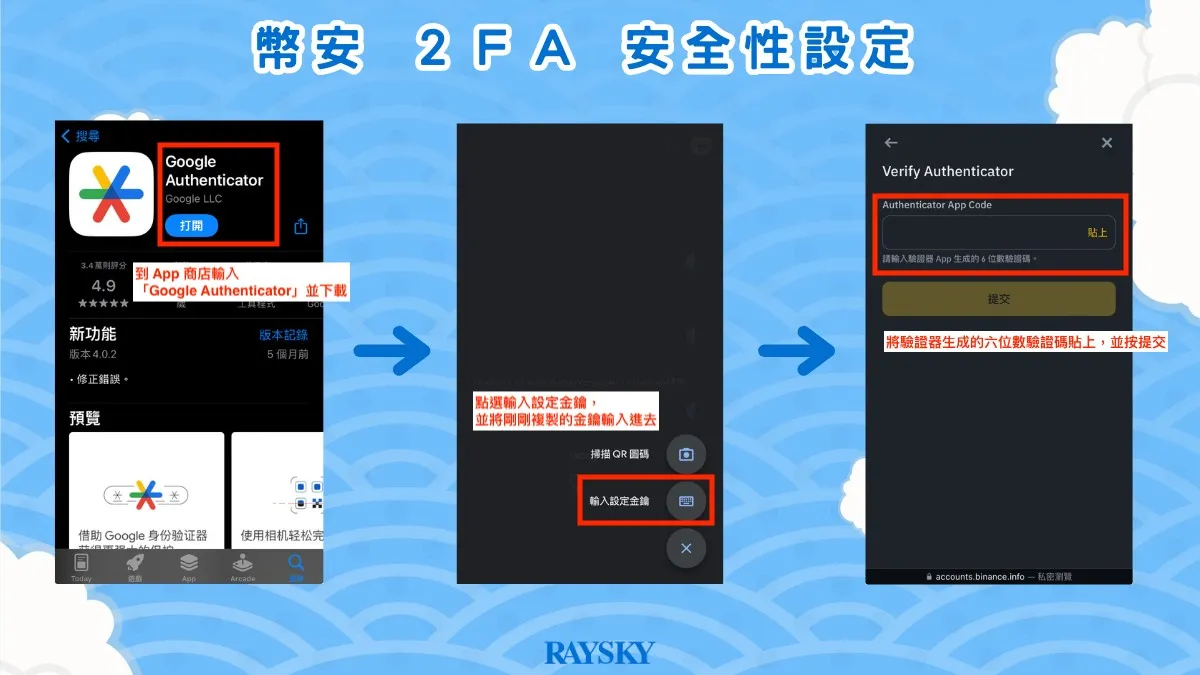 幣安 2FA 安全性設定
搜尋
Google
Authenticator
Google LLC
打開
3.4 萬則評分
4.9
★★★★★
工具程式
到 App 商店輸入
「Google Authenticator」並下載
新功能
版本記錄
版本 4.0.2
5 個月前
• 修正錯誤。
預覽
借助 Google 身份验证器
使用相机轻松完
Today
遊戲
App
Arcade
搜尋
點選輸入設定金鑰，
並將剛剛複製的金鑰輸入進去
掃描 QR 圖碼
輸入設定金鑰
Verify Authenticator
Authenticator App Code
貼上
請輸入驗證器 App 生成的 6 位數驗證碼。
提交
將驗證器生成的六位數驗證碼貼上，並按提交
accounts.binance.info — 私密瀏覽
RAYSKY